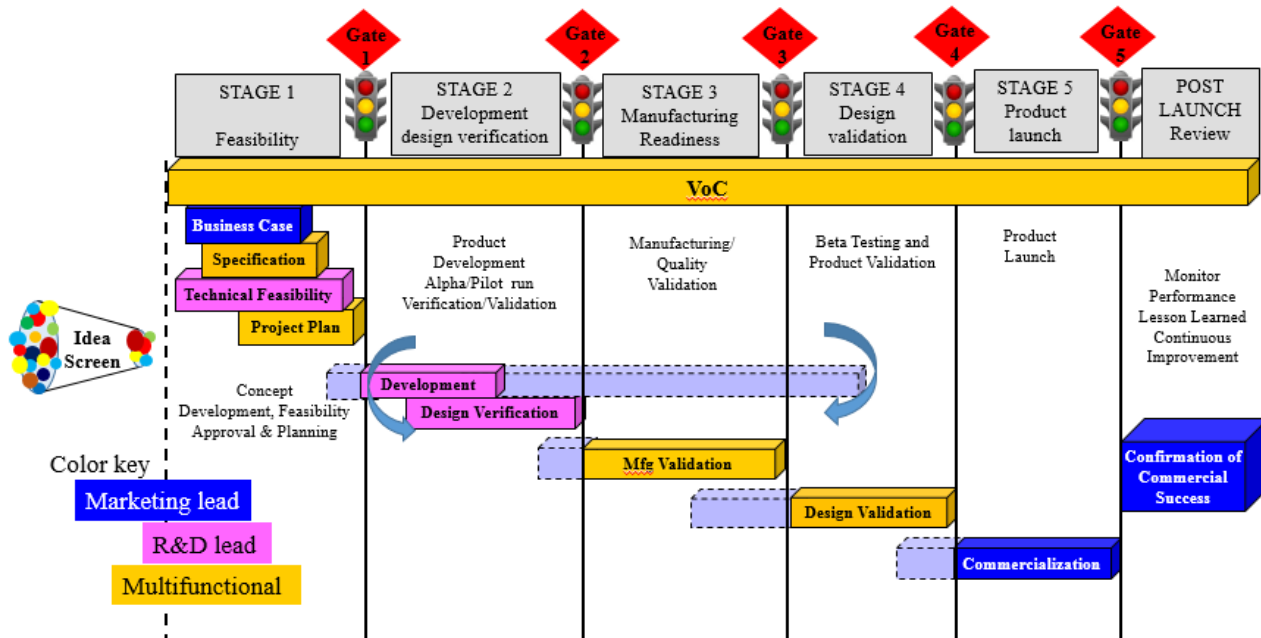 Gate
1
Gate
2
Gate
3
Gate
4
Gate
5
STAGE 1
Feasibility
STAGE 2
Development
design verification
STAGE 3
Manufacturing
Readiness
STAGE 4
Design
validation
STAGE 5
Product
launch
POST
LAUNCH
Review
VoC
Business Case
Specification
Technical Feasibility
Project Plan
Idea
Screen
Product
Development
Alpha/Pilot run
Verification/Validation
Manufacturing/
Quality
Validation
Beta Testing and
Product Validation
Product
Launch
Monitor
Performance
Lesson Learned
Continuous
Improvement
Concept
Development, Feasibility
Approval & Planning
Development
Design Verification
Mfg Validation
Design Validation
Commercialization
Confirmation of
Commercial
Success
Color key
Marketing lead
R&D lead
Multifunctional